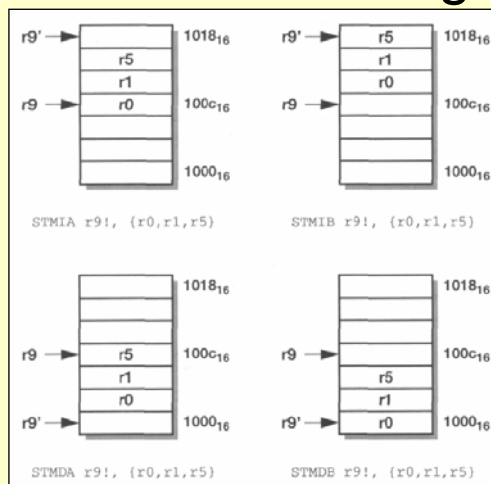 g
r9' 1018₁₆ r9' r5 1018₁₆
r5 r1
r1 r0
r9 r0 100c₁₆ r9 100c₁₆
1000₁₆ 1000₁₆
STMIA r9!, {r0,r1,r5} STMIB r9!, {r0,r1,r5}
1018₁₆ 1018₁₆
r9 r5 100c₁₆ r9 100c₁₆
r1 r5
r0 r1
r9' 1000₁₆ r9' r0 1000₁₆
STMDA r9!, {r0,r1,r5} STMDB r9!, {r0,r1,r5}